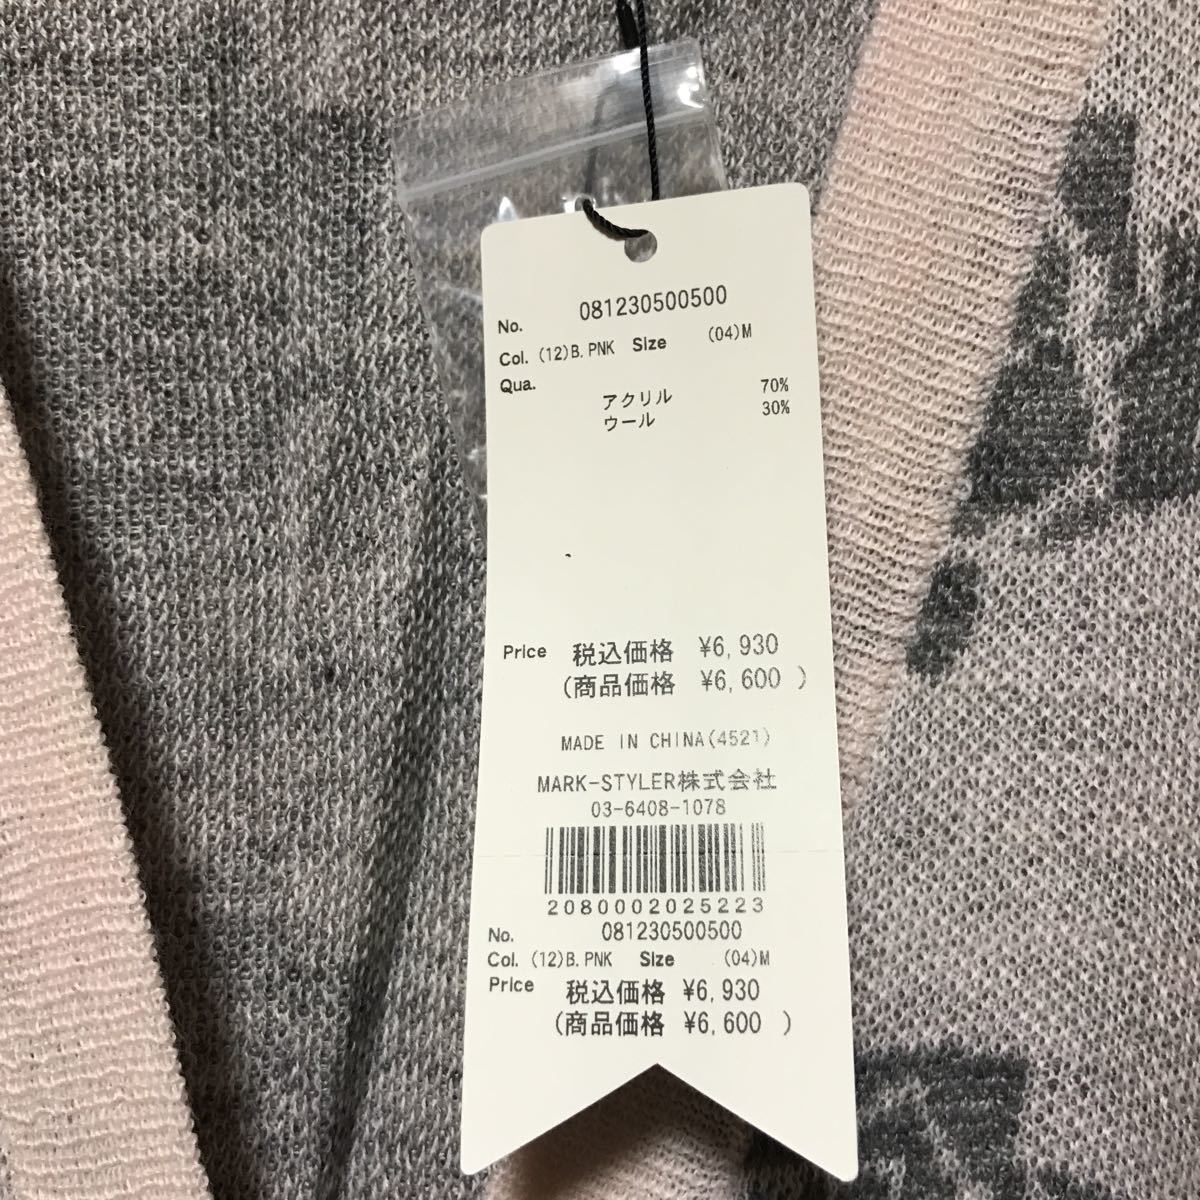 No. 081230500500
Col. (12)B.PNK Size (04)M
Qua.
アクリル 70%
ウール 30%
Price 税込価格 ¥6,930
(商品価格 ¥6,600 )
MADE IN CHINA(4521)
MARK-STYLER株式会社
03-6408-1078
2080002025223
No. 081230500500
Col. (12)B.PNK Size (04)M
Price 税込価格 ¥6,930
(商品価格 ¥6,600 )